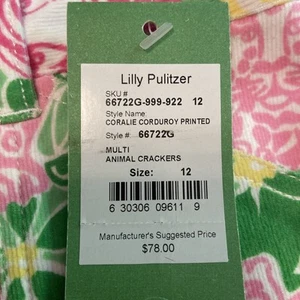 Lilly Pulitzer
SKU #
66722G-999-922 12
Style Name
CORALIE CORDUROY PRINTED
Style # 66722G
MULTI
ANIMAL CRACKERS
Size: 12
6 30306 09611 9
Manufacturer's Suggested Price
$78.00